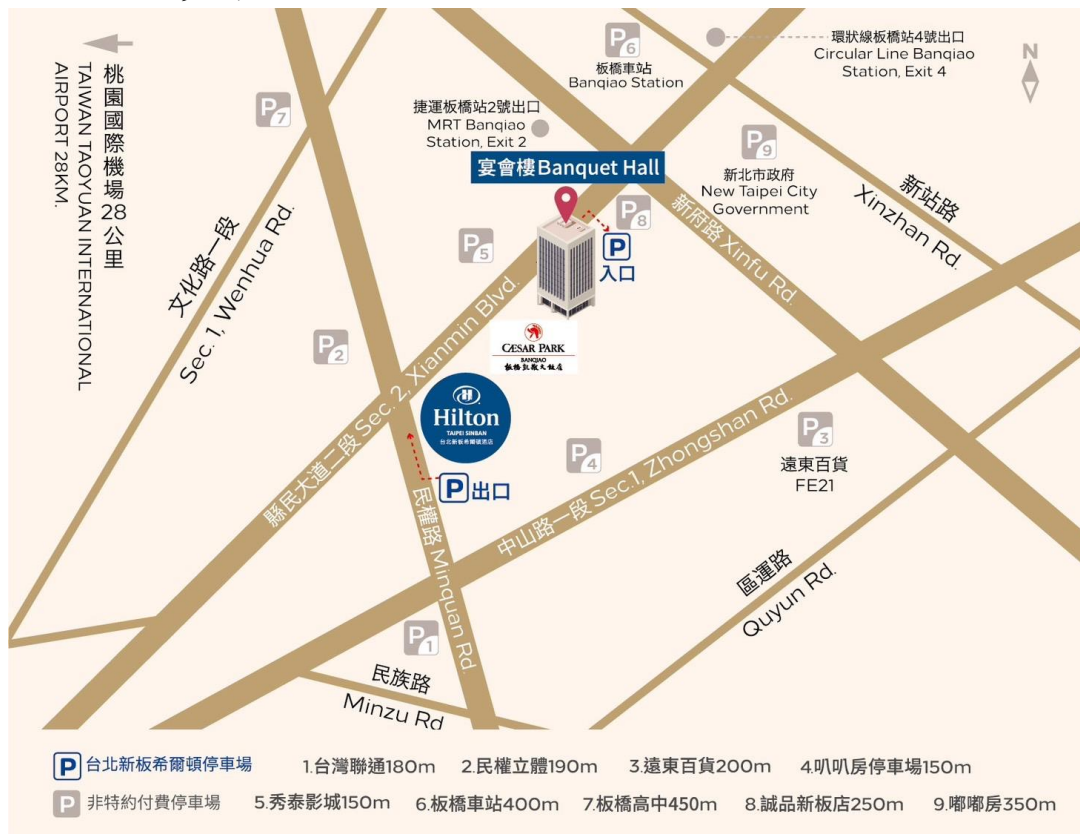 桃園國際機場28公里
TAIWAN TAOYUAN INTERNATIONAL
AIRPORT 28KM.
P7
P6
板橋車站
Banqiao Station
環狀線板橋站4號出口
Circular Line Banqiao
Station, Exit 4
N
捷運板橋站2號出口
MRT Banqiao
Station, Exit 2
P9
新北市政府
New Taipei City
Government
宴會樓Banquet Hall
新站路
Xinzhan Rd.
文化路一段
Sec. 1, Wenhua Rd.
P8
P
入口
新府路 Xinfu Rd.
P5
CÆSAR PARK
BANQIAO
板橋凱撒大飯店
P2
縣民大道二段 Sec. 2, Xianmin Blvd.
H
Hilton
TAIPEI SINBAN
台北新板希爾頓酒店
P出口
P4
P3
遠東百貨
FE21
中山路一段 Sec.1, Zhongshan Rd.
民權路 Minquan Rd.
區運路
Quyun Rd.
P1
民族路
Minzu Rd
P 台北新板希爾頓停車場 1.台灣聯通180m 2.民權立體190m 3.遠東百貨200m 4.叭叭房停車場150m
P 非特約付費停車場 5.秀泰影城150m 6.板橋車站400m 7.板橋高中450m 8.誠品新板店250m 9.嘟嘟房350m